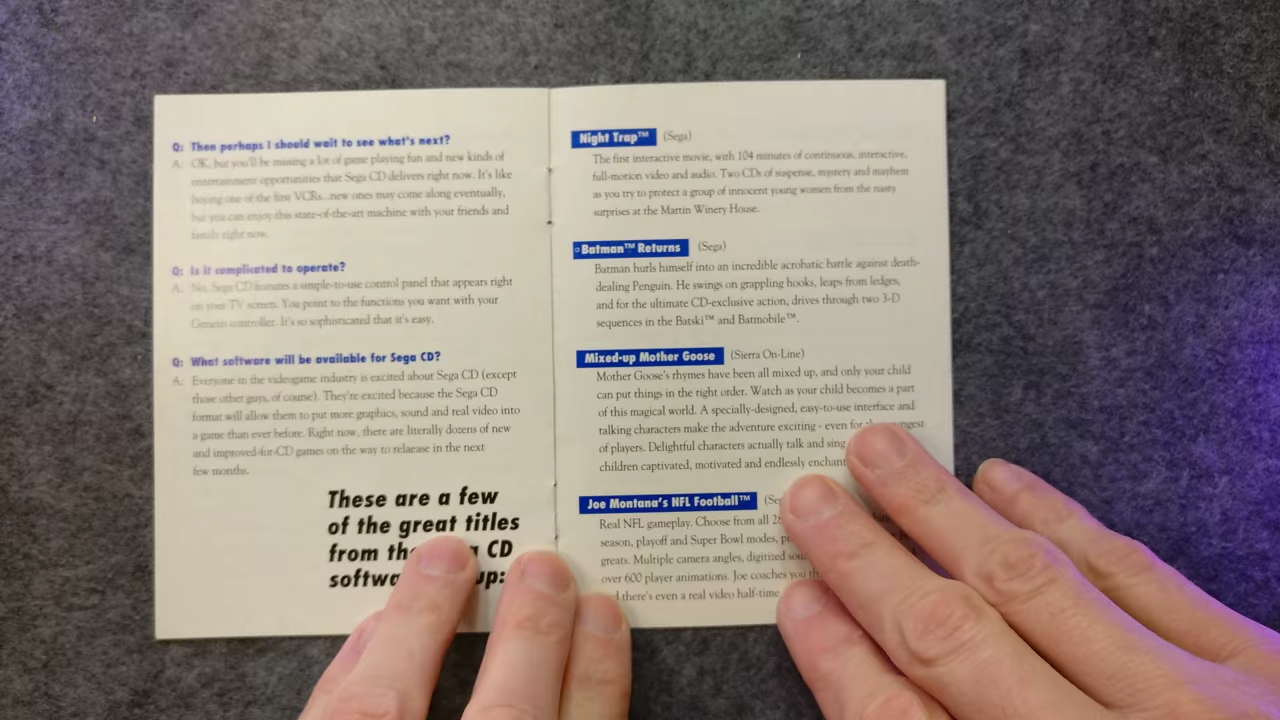 Q: Then perhaps I should wait to see what's next?
A: OK, but you'll be missing a lot of game playing fun and new kinds of
entertainment opportunities that Sega CD delivers right now. It's like
buying one of the first VCRs...new ones may come along eventually,
but you can enjoy this state-of-the-art machine with your friends and
family right now.
Q: Is it complicated to operate?
A: No. Sega CD features a simple-to-use control panel that appears right
on your TV screen. You point to the functions you want with your
Genesis controller. It's so sophisticated that it's easy.
Q: What software will be available for Sega CD?
A: Everyone in the videogame industry is excited about Sega CD (except
those other guys, of course). They're excited because the Sega CD
format will allow them to put more graphics, sound and real video into
a game than ever before. Right now, there are literally dozens of new
and improved-for-CD games on the way to relaease in the next
few months.
These are a few
of the great titles
from CD
up:
Night Trap™ (Sega)
The first interactive movie, with 104 minutes of continuous, interactive,
full-motion video and audio. Two CDs of suspense, mystery and mayhem
as you try to protect a group of innocent young women from the nasty
surprises at the Martin Winery House.
Batman™ Returns (Sega)
Batman hurls himself into an incredible acrobatic battle against death-
dealing Penguin. He swings on grappling hooks, leaps from ledges,
and for the ultimate CD-exclusive action, drives through two 3-D
sequences in the Batski™ and Batmobile™.
Mixed-up Mother Goose (Sierra On-Line)
Mother Goose's rhymes have been all mixed up, and only your child
can put things in the right order. Watch as your child becomes a part
of this magical world. A specially-designed, easy-to-use interface and
talking characters make the adventure exciting - even for
of players. Delightful characters actually talk and sing
children captivated, motivated and endlessly
Joe Montana's NFL Football™
Real NFL gameplay. Choose from all
season, playoff and Super Bowl modes,
greats. Multiple camera angles, digitized
over 600 player animations. Joe coaches you
there's even a real video half-time